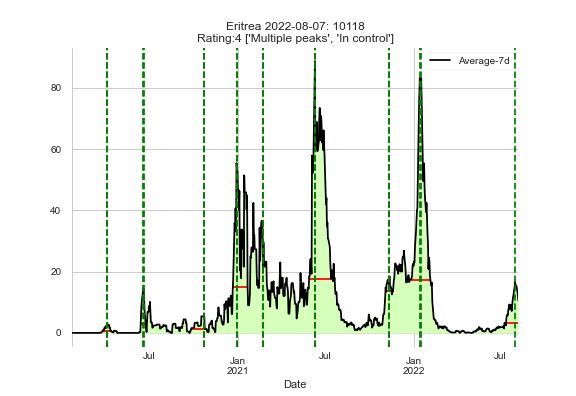 Eritrea 2022-08-07: 10118
Rating:4 ['Multiple peaks', 'In control']
Average-7d
80
60
40
20
0
Jul
Jan
2021
Jul
Jan
2022
Jul
Date